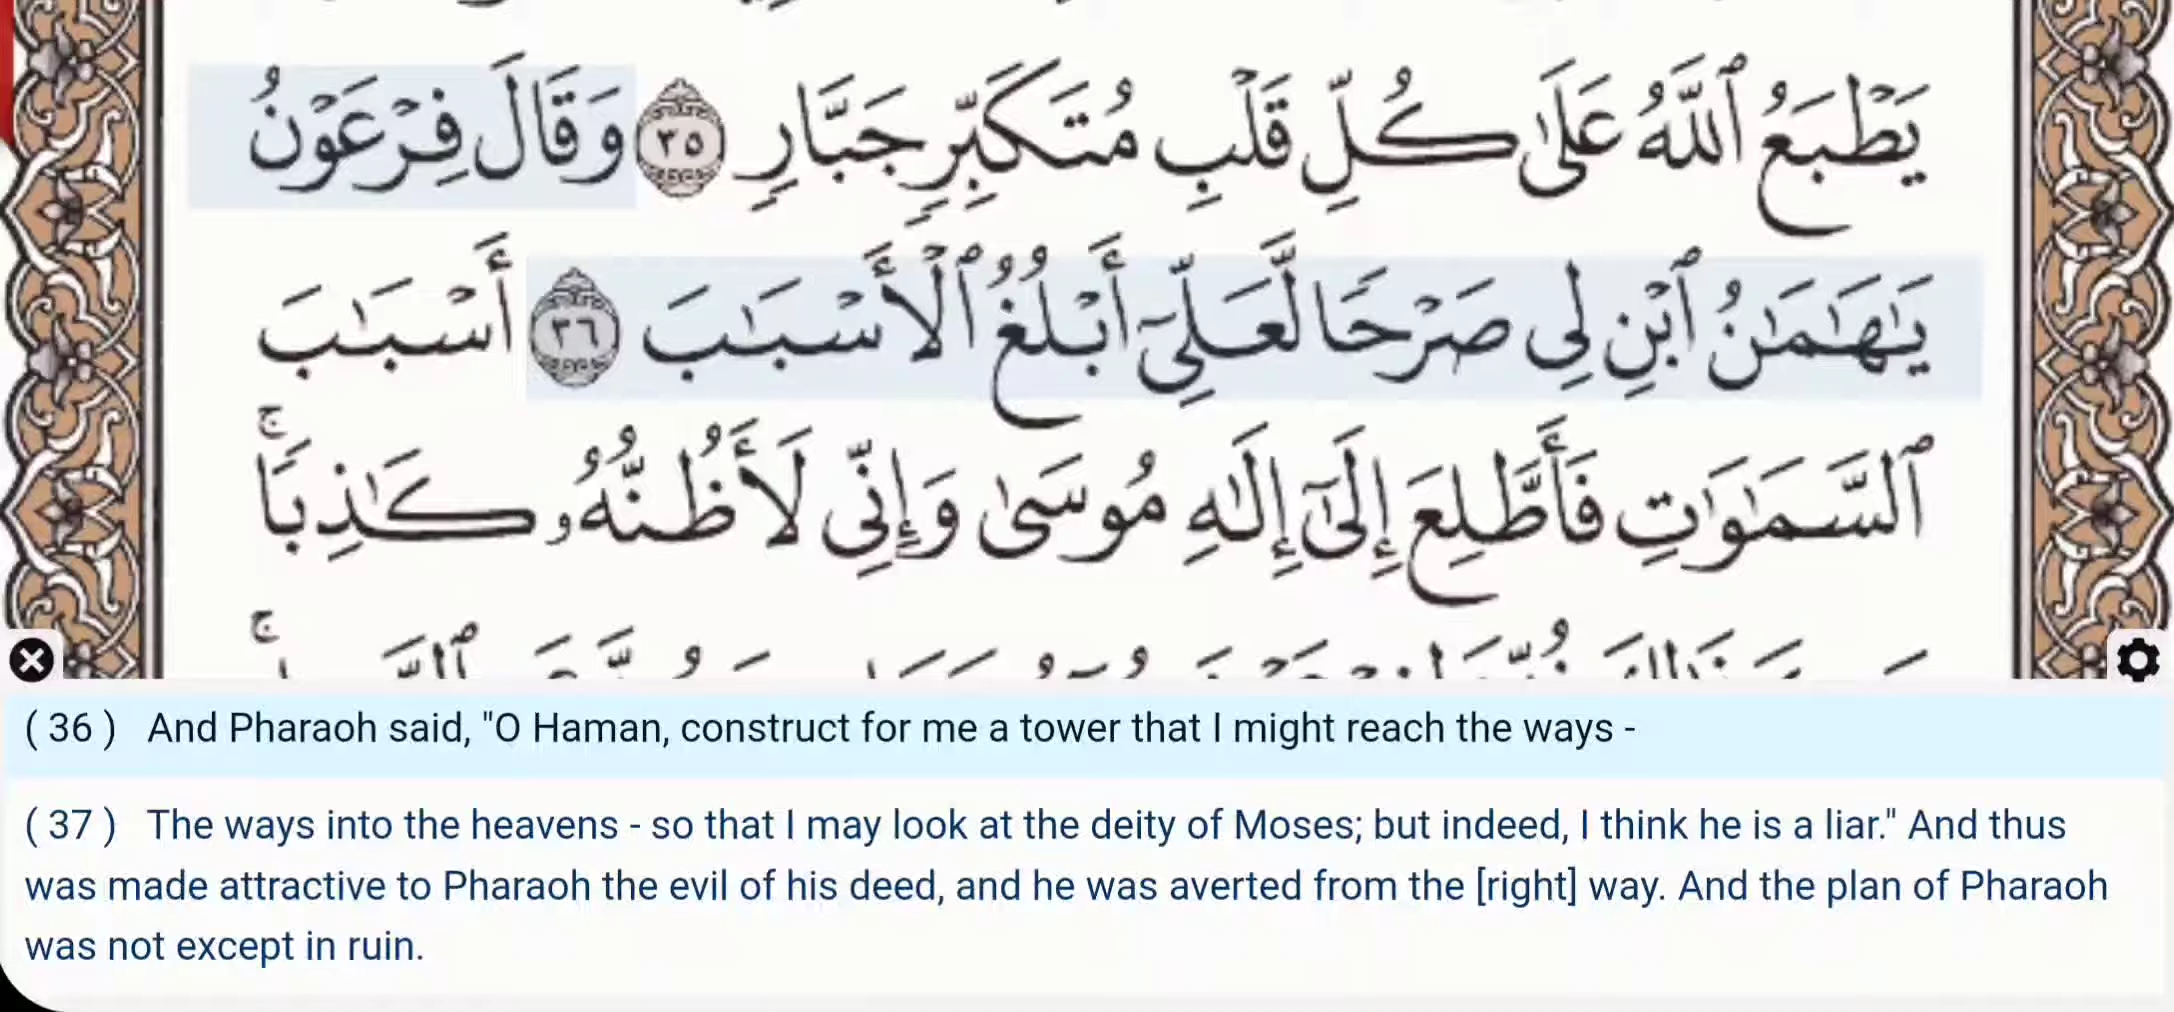 يَطْبَعُ ٱللَّهُ عَلَىٰ كُلِّ قَلْبِ مُتَكَبِّرٍ جَبَّارٍ ٣٥ وَقَالَ فِرْعَوْنُ
يَٰهَٰمَٰنُ ٱبْنِ لِى صَرْحًا لَّعَلِّىٓ أَبْلُغُ ٱلْأَسْبَٰبَ ٣٦ أَسْبَٰبَ
ٱلسَّمَٰوَٰتِ فَأَطَّلِعَ إِلَىٰٓ إِلَٰهِ مُوسَىٰ وَإِنِّى لَأَظُنُّهُۥ كَٰذِبًا ۚ
( 36 ) And Pharaoh said, "O Haman, construct for me a tower that I might reach the ways -
( 37 ) The ways into the heavens - so that I may look at the deity of Moses; but indeed, I think he is a liar." And thus
was made attractive to Pharaoh the evil of his deed, and he was averted from the [right] way. And the plan of Pharaoh
was not except in ruin.